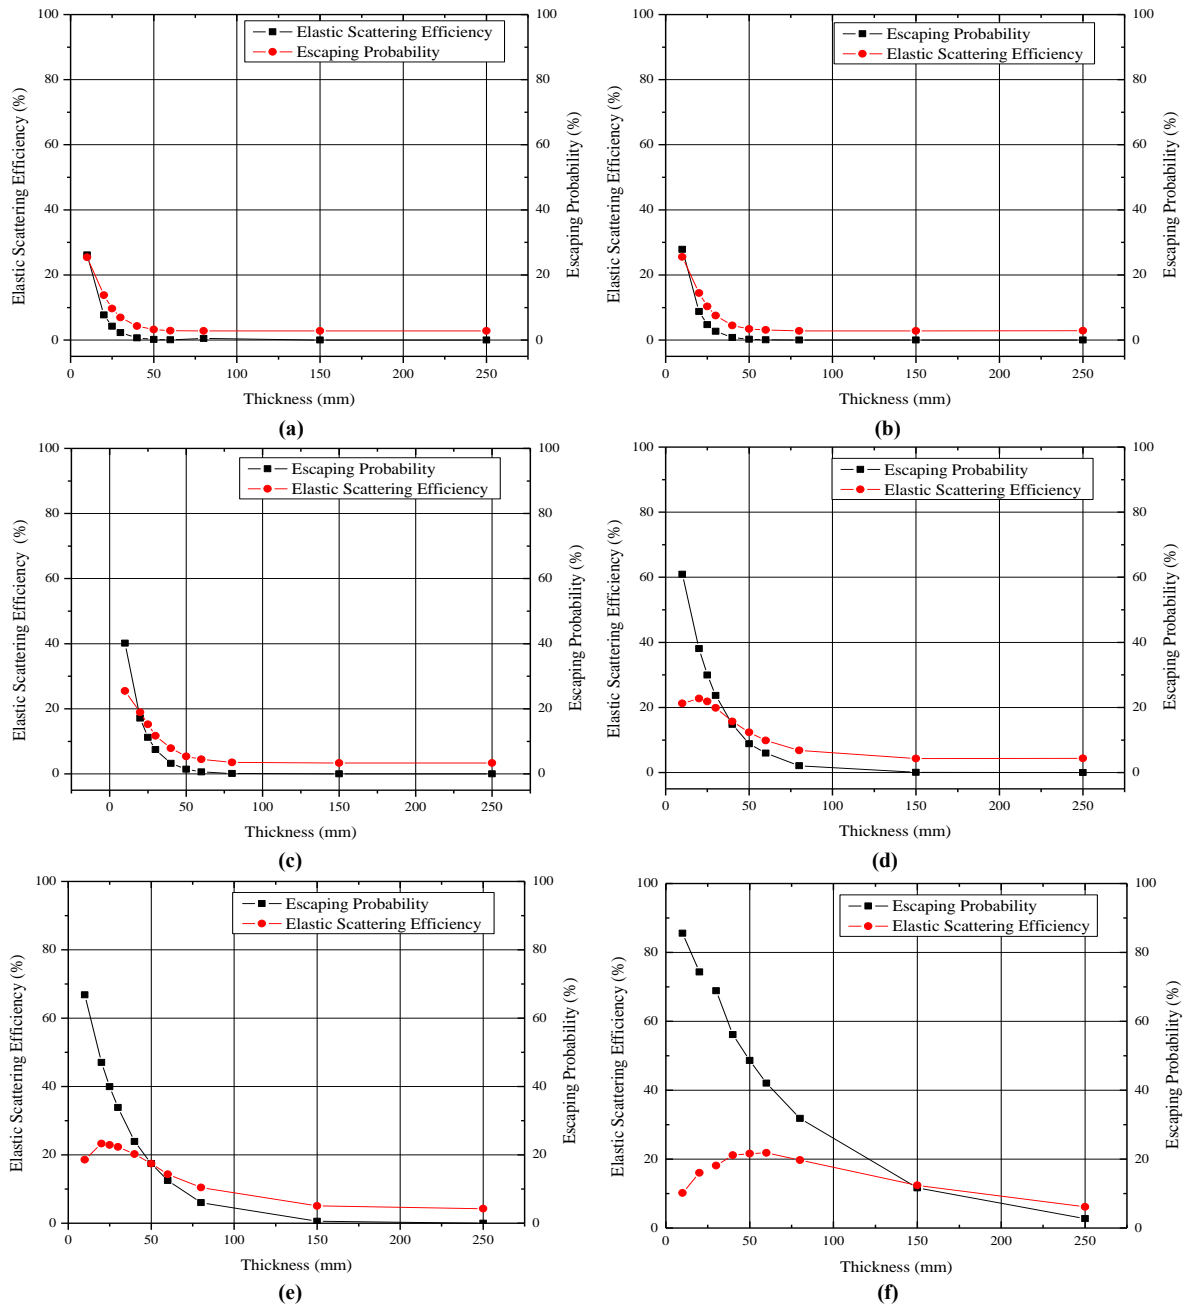 Elastic Scattering Efficiency
Escaping Probability
100
80
60
40
20
0
100
80
60
40
20
0
0 50 100 150 200 250
Elastic Scattering Efficiency (%)
Escaping Probability (%)
Thickness (mm)
(a)
Escaping Probability
Elastic Scattering Efficiency
100
80
60
40
20
0
100
80
60
40
20
0
0 50 100 150 200 250
Elastic Scattering Efficiency (%)
Escaping Probability (%)
Thickness (mm)
(b)
Escaping Probability
Elastic Scattering Efficiency
100
80
60
40
20
0
100
80
60
40
20
0
0 50 100 150 200 250
Elastic Scattering Efficiency (%)
Escaping Probability (%)
Thickness (mm)
(c)
Escaping Probability
Elastic Scattering Efficiency
100
80
60
40
20
0
100
80
60
40
20
0
0 50 100 150 200 250
Elastic Scattering Efficiency (%)
Escaping Probability (%)
Thickness (mm)
(d)
Escaping Probability
Elastic Scattering Efficiency
100
80
60
40
20
0
100
80
60
40
20
0
0 50 100 150 200 250
Elastic Scattering Efficiency (%)
Escaping Probability (%)
Thickness (mm)
(e)
Escaping Probability
Elastic Scattering Efficiency
100
80
60
40
20
0
100
80
60
40
20
0
0 50 100 150 200 250
Elastic Scattering Efficiency (%)
Escaping Probability (%)
Thickness (mm)
(f)